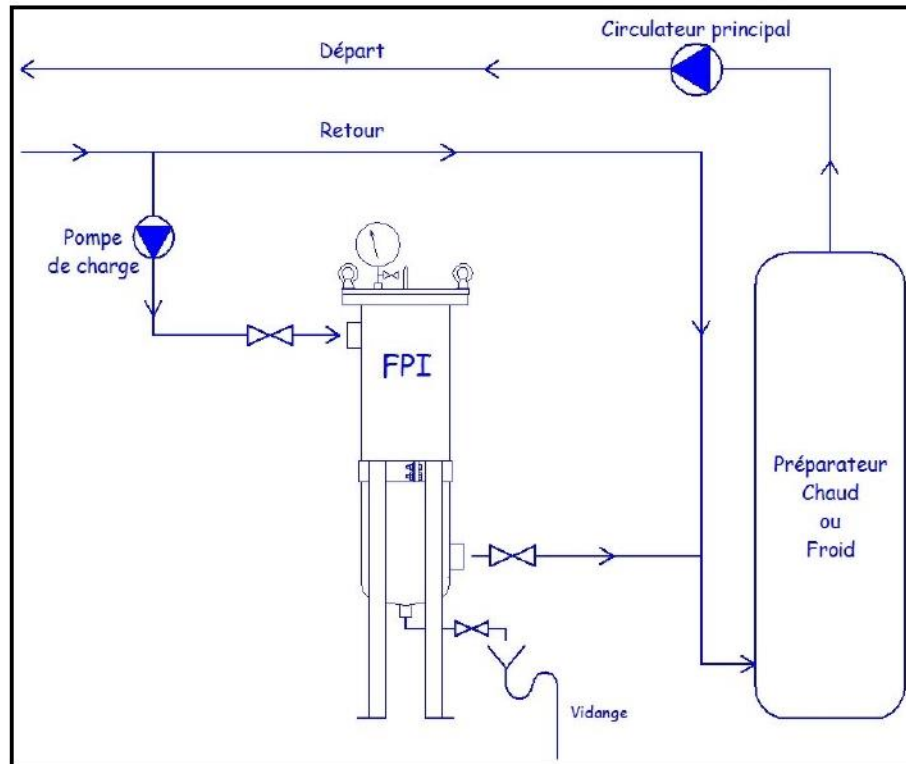 Circulateur principal
Départ
Retour
Pompe
de charge
FPI
Préparateur
Chaud
ou
Froid
Vidange